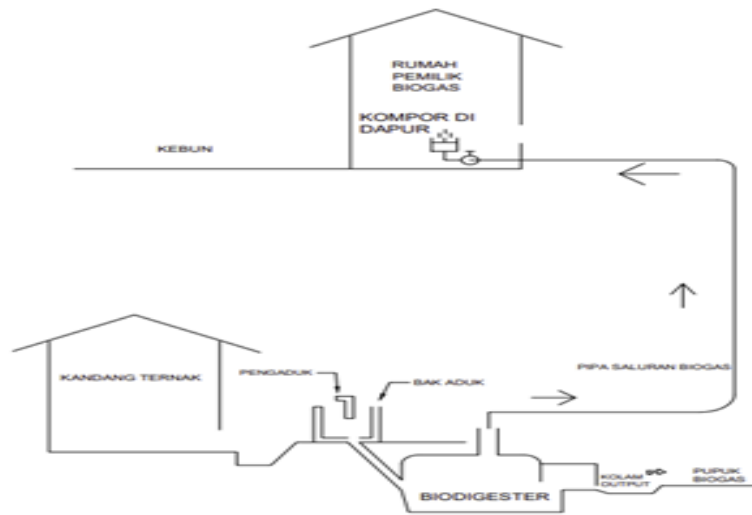 RUMAH
PEMILIK
BIOGAS
KOMPOR DI
DAPUR
KEBUN
KANDANG TERNAK
PENGADUK
BAK ADUK
PIPA SALURAN BIOGAS
BIODIGESTER
KOLAM
OUTPUT
PUPUK
BIOGAS